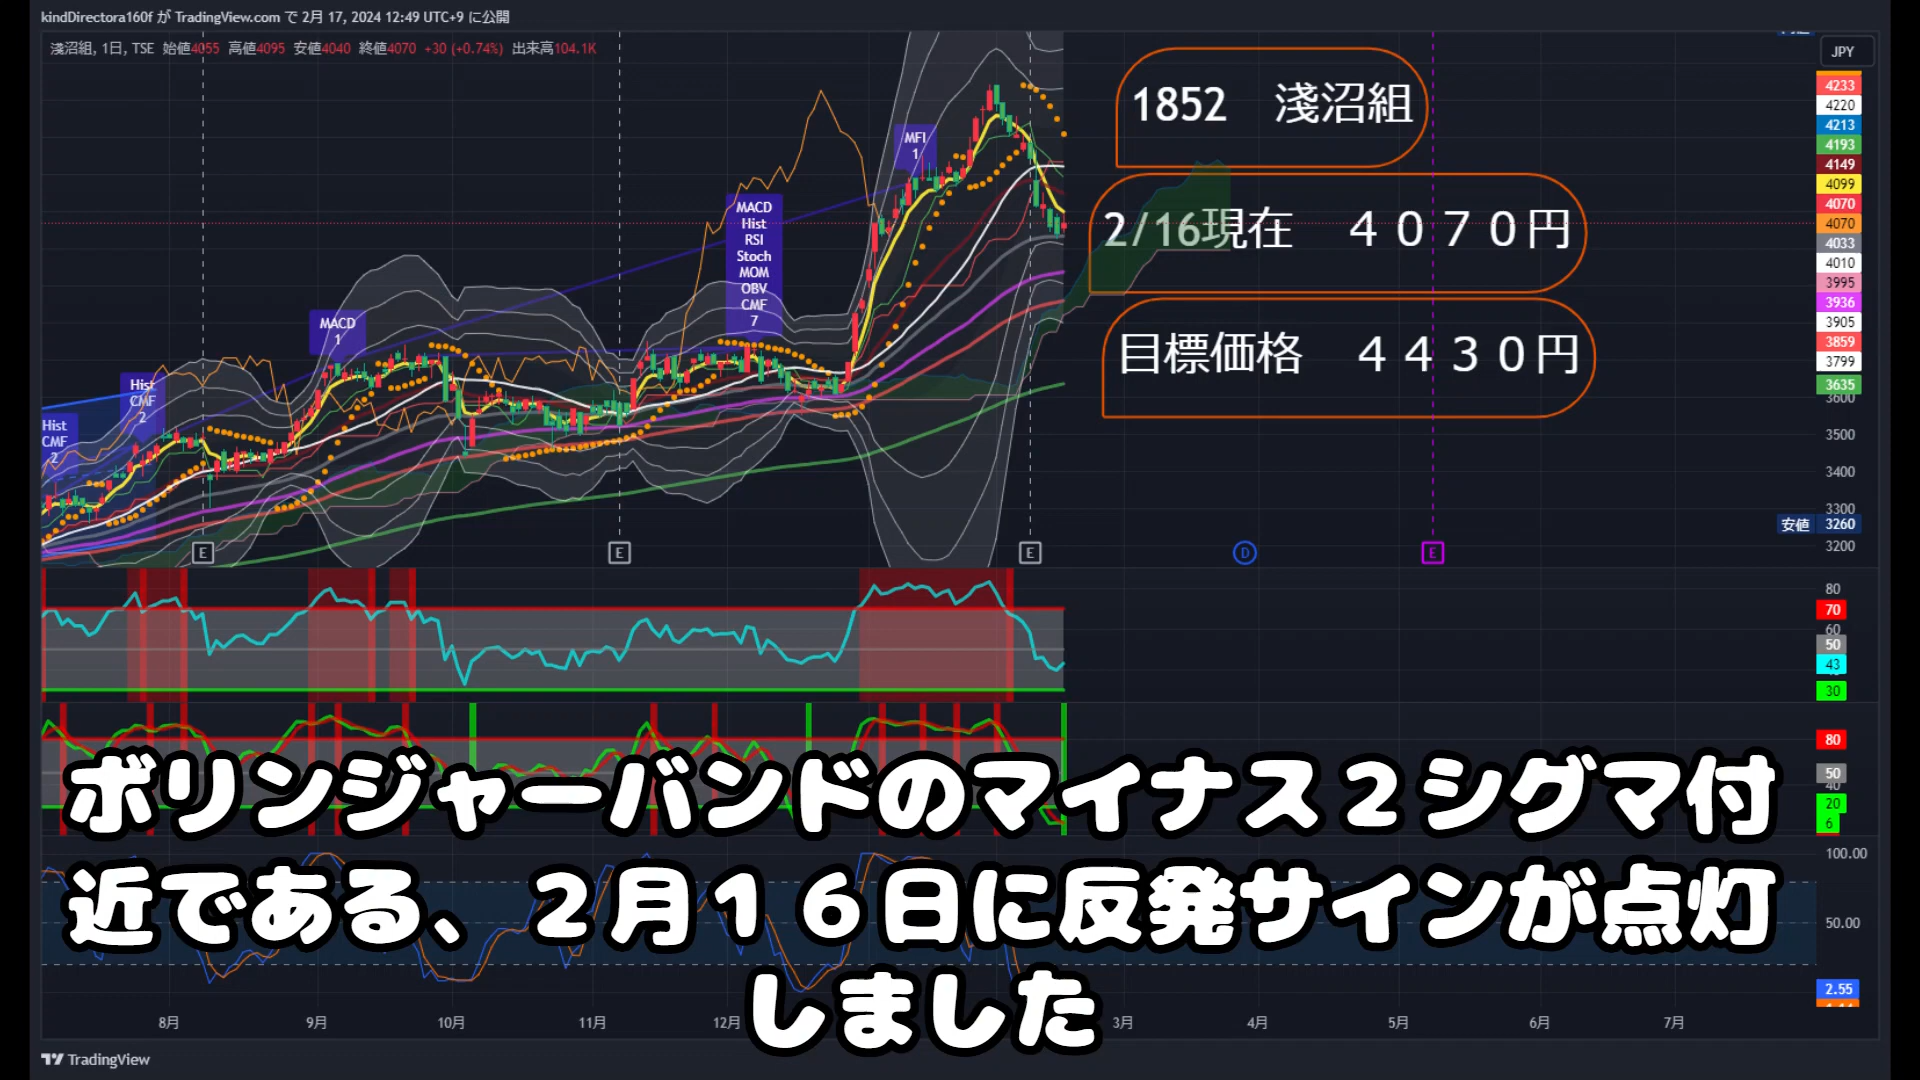 kindDirectora160f が TradingView.com で 2月 17, 2024 12:49 UTC+9 に公開
淺沼組, 1日, TSE 始値4055 高値4095 安値4040 終値4070 +30 (+0.74%) 出来高104.1K
JPY
1852 淺沼組
2/16現在 ４０７０円
目標価格 ４４３０円
4233
4220
4213
4193
4149
4099
4070
4070
4033
4010
3995
3936
3905
3859
3799
3635
3600
3500
3400
3300
安値 3260
3200
MFI
1
MACD
Hist
RSI
Stoch
MOM
OBV
CMF
7
MACD
1
Hist
CMF
2
Hist
CMF
2
E
E
E
D
E
80
70
60
50
43
30
80
50
40
20
6
ボリンジャーバンドのマイナス２シグマ付
近である、２月１６日に反発サインが点灯
しました
100.00
50.00
2.55
8月
9月
10月
11月
12月
3月
4月
5月
6月
7月
TradingView